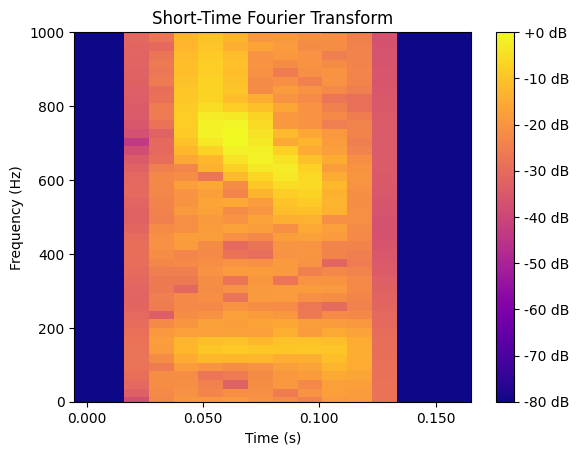 Short-Time Fourier Transform
Frequency (Hz)
1000
800
600
400
200
0
0.000 0.050 0.100 0.150
Time (s)
+0 dB
-10 dB
-20 dB
-30 dB
-40 dB
-50 dB
-60 dB
-70 dB
-80 dB